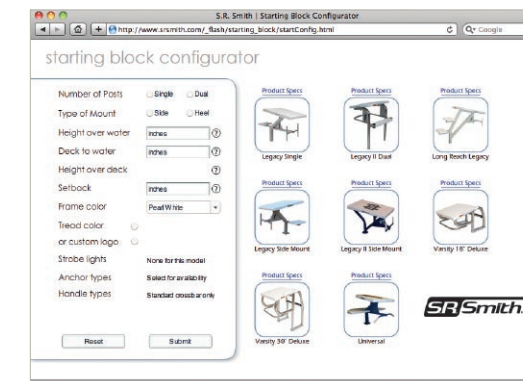 S.R. Smith | Starting Block Configurator
http://www.srsmith.com/_flash/starting_block/startConfig.html
Google
starting block configurator
Number of Posts Single Dual
Type of Mount Side Heel
Height over water inches ?
Deck to water inches ?
Height over deck ?
Setback inches ?
Frame color Pearl White
Tread color
or custom logo
Strobe lights None for this model
Anchor types Select for availability
Handle types Standard crossbar only
Reset Submit
Product Specs Product Specs Product Specs
Legacy Single Legacy II Dual Long Reach Legacy
Product Specs Product Specs Product Specs
Legacy Side Mount Legacy II Side Mount Varsity 18" Deluxe
Product Specs Product Specs
Varsity 30" Deluxe Universal
SRSmith